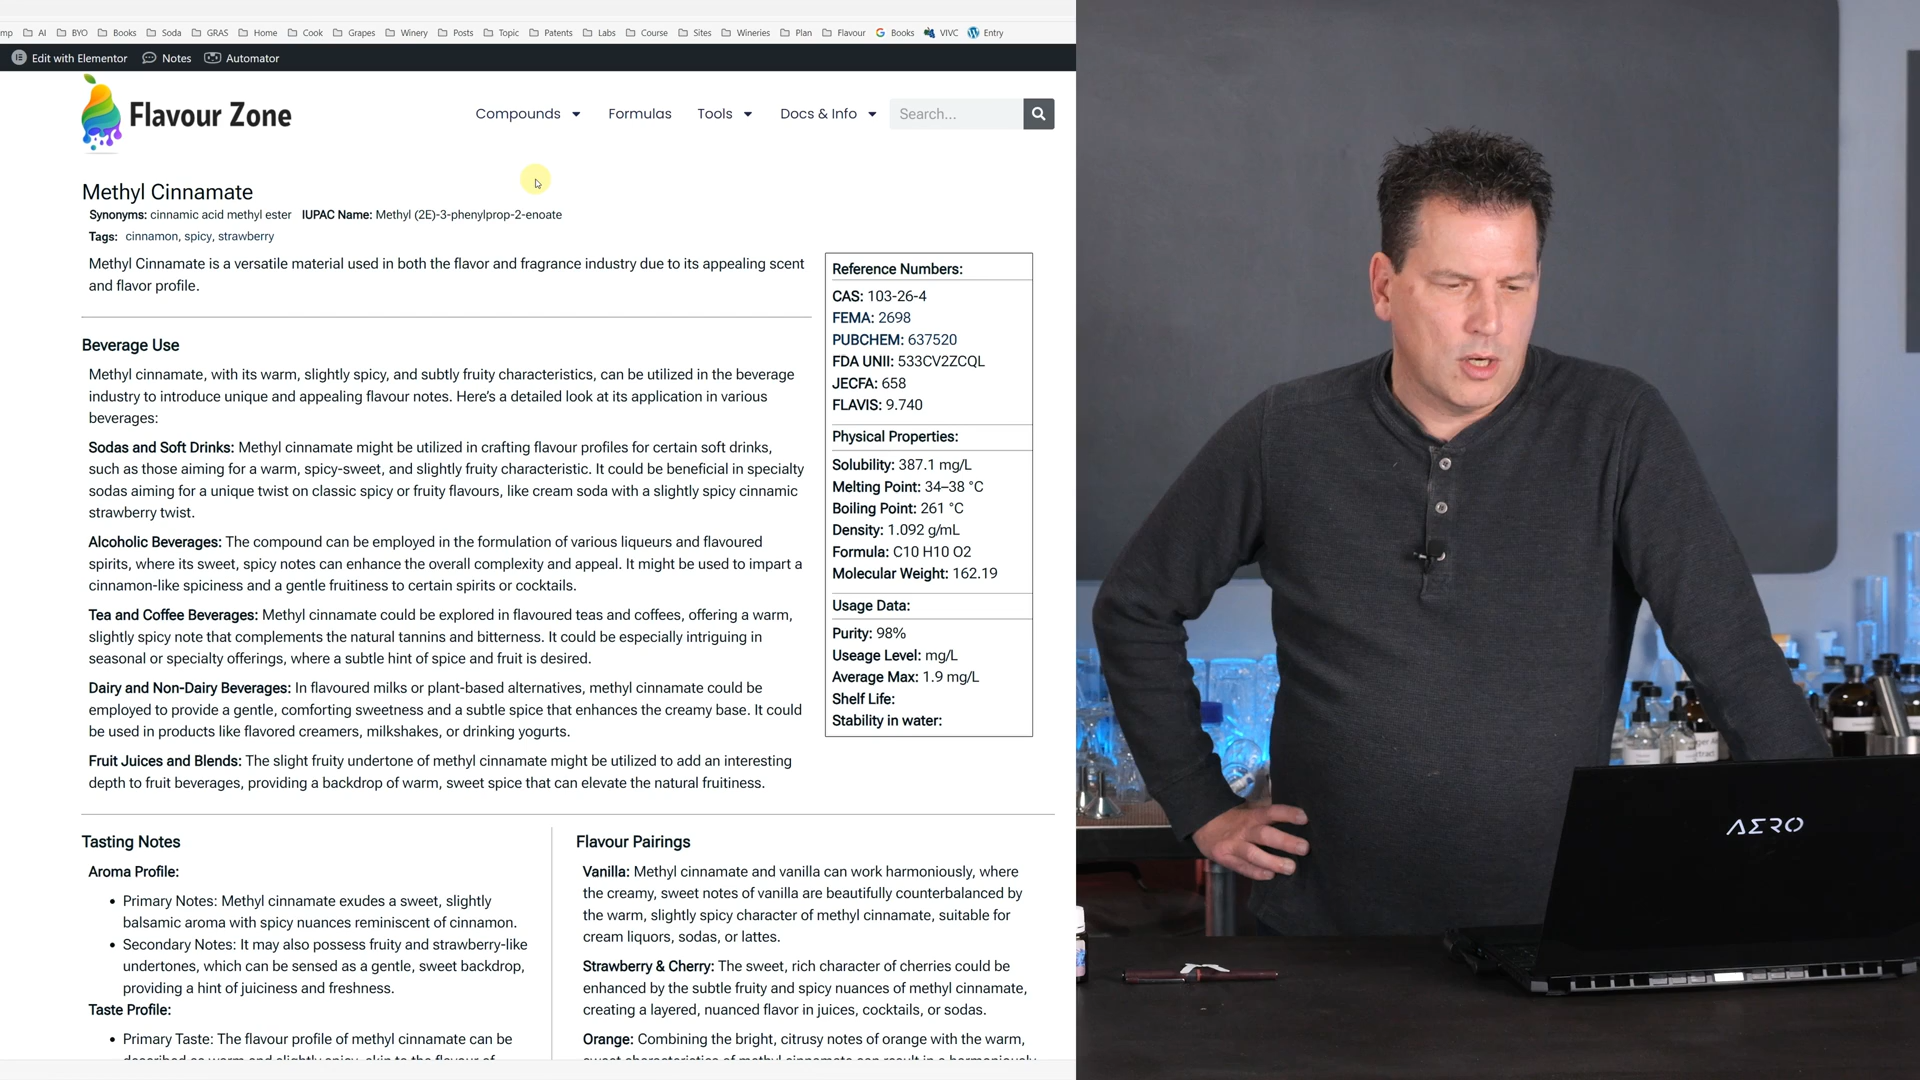 mp AI BYO Books Soda GRAS Home Cook Grapes Winery Posts Topic Patents Labs Course Sites Wineries Plan Flavour Books VIVC Entry
Edit with Elementor Notes Automator
Flavour Zone
Compounds Formulas Tools Docs & Info Search...
Methyl Cinnamate
Synonyms: cinnamic acid methyl ester IUPAC Name: Methyl (2E)-3-phenylprop-2-enoate
Tags: cinnamon, spicy, strawberry
Methyl Cinnamate is a versatile material used in both the flavor and fragrance industry due to its appealing scent
and flavor profile.
Beverage Use
Methyl cinnamate, with its warm, slightly spicy, and subtly fruity characteristics, can be utilized in the beverage
industry to introduce unique and appealing flavour notes. Here's a detailed look at its application in various
beverages:
Sodas and Soft Drinks: Methyl cinnamate might be utilized in crafting flavour profiles for certain soft drinks,
such as those aiming for a warm, spicy-sweet, and slightly fruity characteristic. It could be beneficial in specialty
sodas aiming for a unique twist on classic spicy or fruity flavours, like cream soda with a slightly spicy cinnamic
strawberry twist.
Alcoholic Beverages: The compound can be employed in the formulation of various liqueurs and flavoured
spirits, where its sweet, spicy notes can enhance the overall complexity and appeal. It might be used to impart a
cinnamon-like spiciness and a gentle fruitiness to certain spirits or cocktails.
Tea and Coffee Beverages: Methyl cinnamate could be explored in flavoured teas and coffees, offering a warm,
slightly spicy note that complements the natural tannins and bitterness. It could be especially intriguing in
seasonal or specialty offerings, where a subtle hint of spice and fruit is desired.
Dairy and Non-Dairy Beverages: In flavoured milks or plant-based alternatives, methyl cinnamate could be
employed to provide a gentle, comforting sweetness and a subtle spice that enhances the creamy base. It could
be used in products like flavored creamers, milkshakes, or drinking yogurts.
Fruit Juices and Blends: The slight fruity undertone of methyl cinnamate might be utilized to add an interesting
depth to fruit beverages, providing a backdrop of warm, sweet spice that can elevate the natural fruitiness.
Reference Numbers:
CAS: 103-26-4
FEMA: 2698
PUBCHEM: 637520
FDA UNII: 533CV2ZCQL
JECFA: 658
FLAVIS: 9.740
Physical Properties:
Solubility: 387.1 mg/L
Melting Point: 34–38 °C
Boiling Point: 261 °C
Density: 1.092 g/mL
Formula: C10 H10 O2
Molecular Weight: 162.19
Usage Data:
Purity: 98%
Useage Level: mg/L
Average Max: 1.9 mg/L
Shelf Life:
Stability in water:
Tasting Notes
Aroma Profile:
• Primary Notes: Methyl cinnamate exudes a sweet, slightly
balsamic aroma with spicy nuances reminiscent of cinnamon.
• Secondary Notes: It may also possess fruity and strawberry-like
undertones, which can be sensed as a gentle, sweet backdrop,
providing a hint of juiciness and freshness.
Taste Profile:
• Primary Taste: The flavour profile of methyl cinnamate can be
Flavour Pairings
Vanilla: Methyl cinnamate and vanilla can work harmoniously, where
the creamy, sweet notes of vanilla are beautifully counterbalanced by
the warm, slightly spicy character of methyl cinnamate, suitable for
cream liquors, sodas, or lattes.
Strawberry & Cherry: The sweet, rich character of cherries could be
enhanced by the subtle fruity and spicy nuances of methyl cinnamate,
creating a layered, nuanced flavor in juices, cocktails, or sodas.
Orange: Combining the bright, citrusy notes of orange with the warm,
AERO